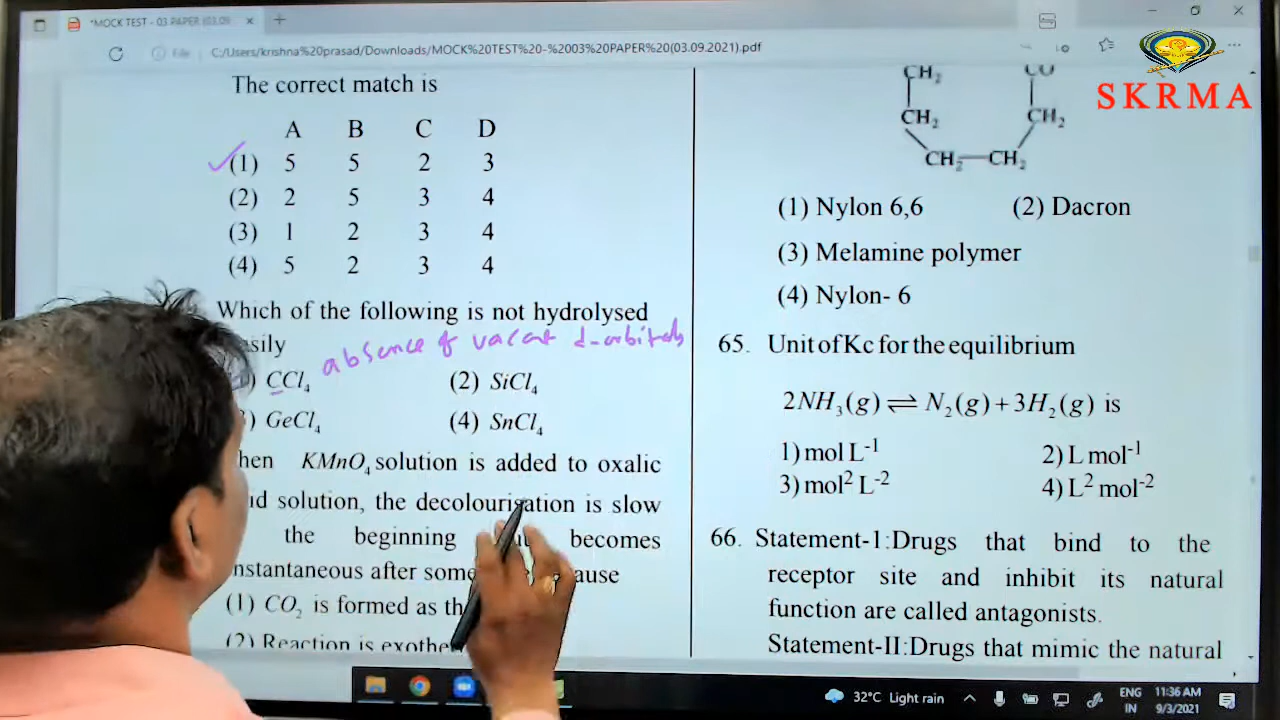 *MOCK TEST - 03 PAPER (03.09
File
C:/Users/krishna%20prasad/Downloads/MOCK%20TEST%20-%2003%20PAPER%20(03.09.2021).pdf
SKRMA
The correct match is
A B C D
(1) 5 5 2 3
(2) 2 5 3 4
(3) 1 2 3 4
(4) 5 2 3 4
Which of the following is not hydrolysed
absence of vacant d-orbitals
CCl₄ (2) SiCl₄
GeCl₄ (4) SnCl₄
KMnO₄ solution is added to oxalic
solution, the decolourisation is slow
the beginning becomes
instantaneous after some
(1) CO₂ is formed as the
(2) Reaction is
CH₂ CO
CH₂ CH₂
CH₂—CH₂
(1) Nylon 6,6 (2) Dacron
(3) Melamine polymer
(4) Nylon- 6
65. Unit of Kc for the equilibrium
2NH₃(g) ⇌ N₂(g)+3H₂(g) is
1) mol L⁻¹ 2) L mol⁻¹
3) mol² L⁻² 4) L² mol⁻²
66. Statement-1:Drugs that bind to the
receptor site and inhibit its natural
function are called antagonists.
Statement-II:Drugs that mimic the natural
32°C Light rain
ENG
IN
11:36 AM
9/3/2021